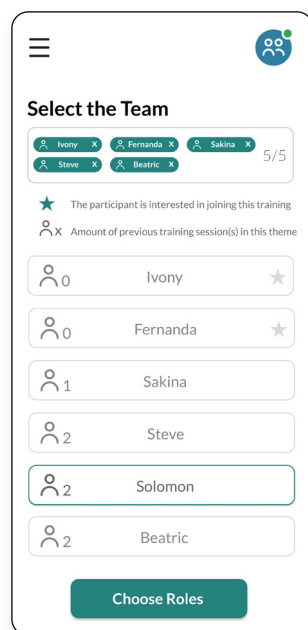 Select the Team
Ivony X Fernanda X Sakina X
Steve X Beatric X
5/5
The participant is interested in joining this training
X Amount of previous training session(s) in this theme
0 Ivony
0 Fernanda
1 Sakina
2 Steve
2 Solomon
2 Beatric
Choose Roles